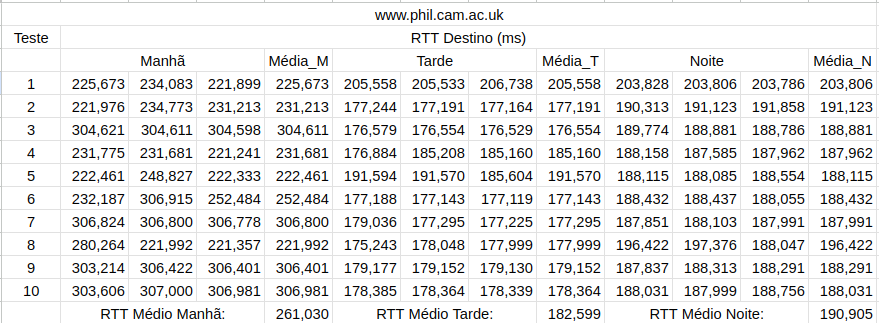 www.phil.cam.ac.uk
Teste RTT Destino (ms)
Manhã Média_M Tarde Média_T Noite Média_N
1 225,673 234,083 221,899 225,673 205,558 205,533 206,738 205,558 203,828 203,806 203,786 203,806
2 221,976 234,773 231,213 231,213 177,244 177,191 177,164 177,191 190,313 191,123 191,858 191,123
3 304,621 304,611 304,598 304,611 176,579 176,554 176,529 176,554 189,774 188,881 188,786 188,881
4 231,775 231,681 221,241 231,681 176,884 185,208 185,160 185,160 188,158 187,585 187,962 187,962
5 222,461 248,827 222,333 222,461 191,594 191,570 185,604 191,570 188,115 188,085 188,554 188,115
6 232,187 306,915 252,484 252,484 177,188 177,143 177,119 177,143 188,432 188,437 188,055 188,432
7 306,824 306,800 306,778 306,800 179,036 177,295 177,225 177,295 187,851 188,103 187,991 187,991
8 280,264 221,992 221,357 221,992 175,243 178,048 177,999 177,999 196,422 197,376 188,047 196,422
9 303,214 306,422 306,401 306,401 179,177 179,152 179,130 179,152 187,837 188,313 188,291 188,291
10 303,606 307,000 306,981 306,981 178,385 178,364 178,339 178,364 188,031 187,999 188,756 188,031
RTT Médio Manhã: 261,030 RTT Médio Tarde: 182,599 RTT Médio Noite: 190,905